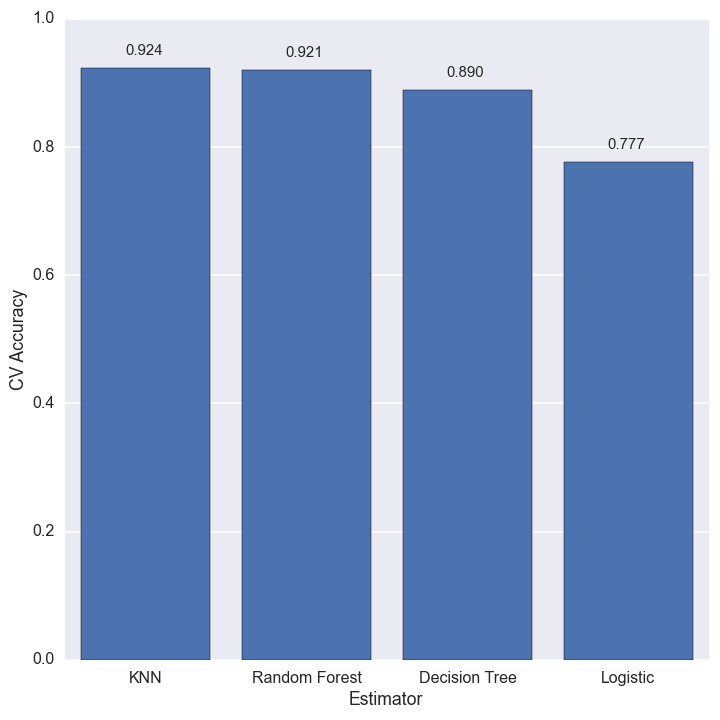 1.0
0.924
0.921
0.890
0.8
0.777
0.6
CV Accuracy
0.4
0.2
0.0
KNN
Random Forest
Decision Tree
Logistic
Estimator